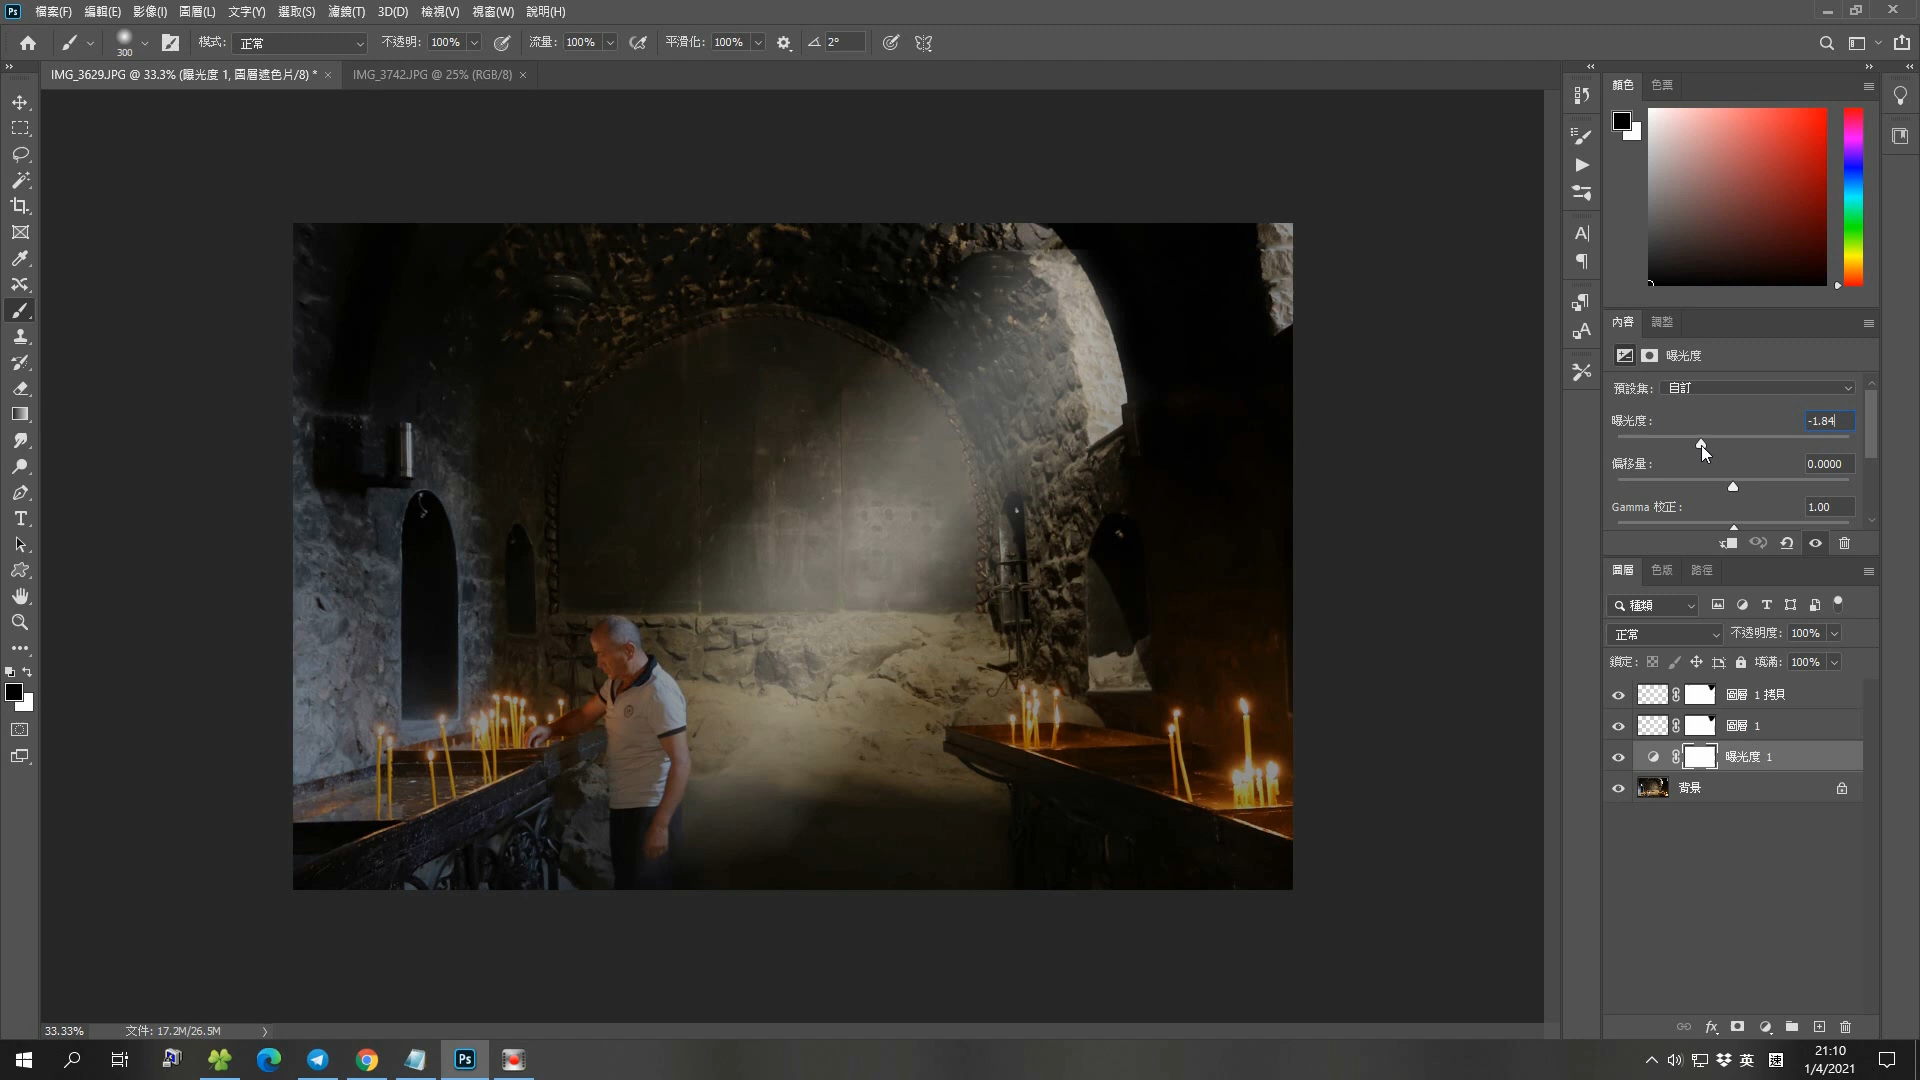 Ps 檔案(F) 編輯(E) 影像(I) 圖層(L) 文字(Y) 選取(S) 濾鏡(T) 3D(D) 檢視(V) 視窗(W) 說明(H)
300 模式: 正常 不透明: 100% 流量: 100% 平滑化: 100% 2°
IMG_3629.JPG @ 33.3% (曝光度 1, 圖層遮色片/8) * × IMG_3742.JPG @ 25% (RGB/8) ×
顏色 色票
內容 調整
曝光度
預設集: 自訂
曝光度: -1.84
偏移量: 0.0000
Gamma 校正: 1.00
圖層 色版 路徑
種類
正常 不透明度: 100%
鎖定: 填滿: 100%
圖層 1 拷貝
圖層 1
曝光度 1
背景
fx
33.33% 文件: 17.2M/26.5M
Ps
英 速
21:10
1/4/2021